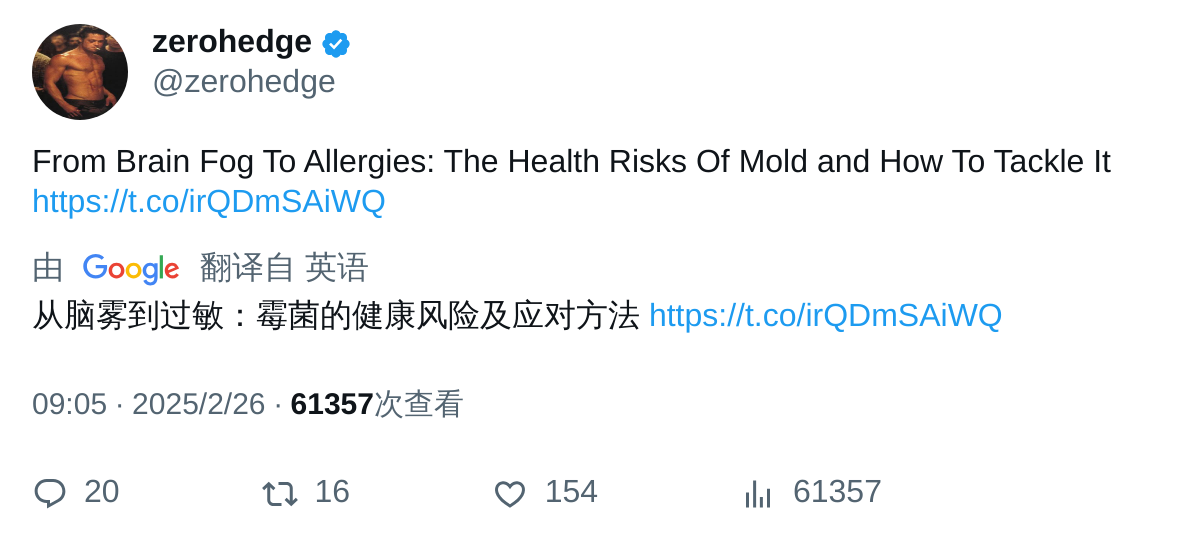 zerohedge
@zerohedge
From Brain Fog To Allergies: The Health Risks Of Mold and How To Tackle It
https://t.co/irQDmSAiWQ
由 Google 翻译自 英语
从脑雾到过敏：霉菌的健康风险及应对方法 https://t.co/irQDmSAiWQ
09:05 · 2025/2/26 · 61357次查看
20 16 154 61357